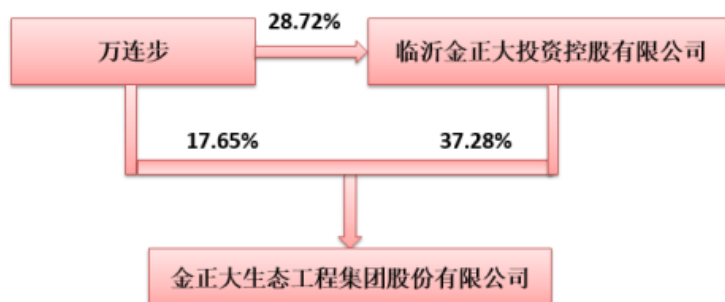 28.72%
万连步
临沂金正大投资控股有限公司
17.65%
37.28%
金正大生态工程集团股份有限公司